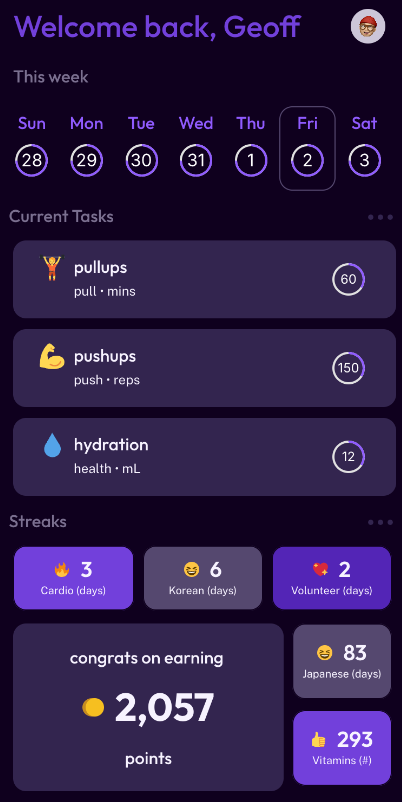 Welcome back, Geoff
This week
Sun Mon Tue Wed Thu Fri Sat
28 29 30 31 1 2 3
Current Tasks
pullups
pull • mins
60
pushups
push • reps
150
hydration
health • mL
12
Streaks
3
Cardio (days)
6
Korean (days)
2
Volunteer (days)
congrats on earning
2,057
points
83
Japanese (days)
293
Vitamins (#)